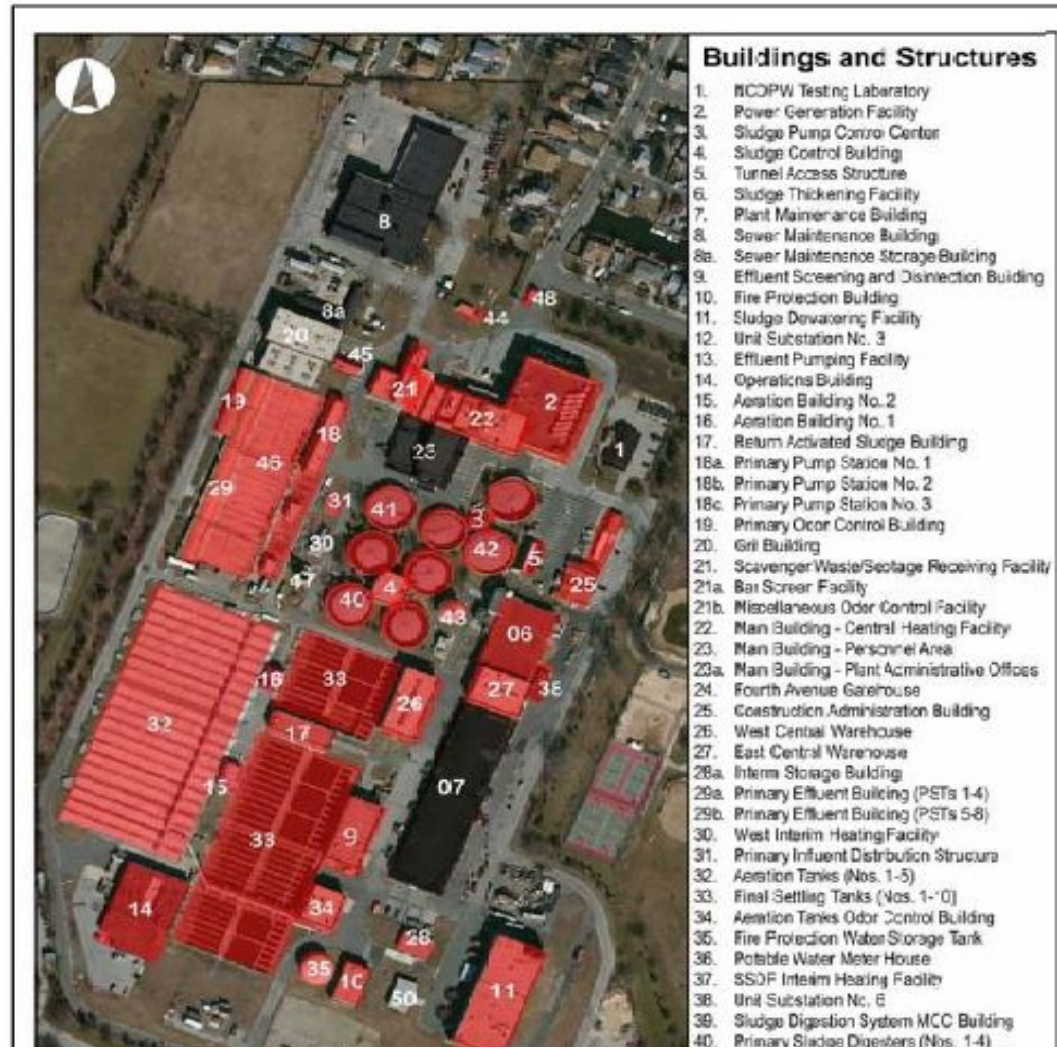 Buildings and Structures
1. NCDPW Testing Laboratory
2. Power Generation Facility
3. Sludge Pump Control Center
4. Sludge Control Building
5. Tunnel Access Structure
6. Sludge Thickening Facility
7. Plant Maintenance Building
8. Sewer Maintenance Building
8a. Sewer Maintenance Storage Building
9. Effluent Screening and Disinfection Building
10. Fire Protection Building
11. Sludge Dewatering Facility
12. Unit Substation No. 3
13. Effluent Pumping Facility
14. Operations Building
15. Aeration Building No. 2
16. Aeration Building No. 1
17. Return Activated Sludge Building
18a. Primary Pump Station No. 1
18b. Primary Pump Station No. 2
18c. Primary Pump Station No. 3
19. Primary Odor Control Building
20. Grit Building
21. Scavenger Waste/Septage Receiving Facility
21a. Bar Screen Facility
21b. Miscellaneous Odor Control Facility
22. Main Building - Central Heating Facility
23. Main Building - Personnel Area
23a. Main Building - Plant Administrative Offices
24. Fourth Avenue Gatehouse
25. Construction Administration Building
26. West Central Warehouse
27. East Central Warehouse
28a. Interim Storage Building
29a. Primary Effluent Building (PSTs 1-4)
29b. Primary Effluent Building (PSTs 5-8)
30. West Interim Heating Facility
31. Primary Influent Distribution Structure
32. Aeration Tanks (Nos. 1-5)
33. Final Settling Tanks (Nos. 1-10)
34. Aeration Tanks Odor Control Building
35. Fire Protection Water Storage Tank
36. Potable Water Meter House
37. SSDF Interim Heating Facility
38. Unit Substation No. 6
39. Sludge Digestion System MCC Building
40. Primary Sludge Digesters (Nos. 1-4)
8
48
8a
44
20
45
21
2
19
22
18
23
1
46
29
31
41
3
30
42
5
47
4
25
40
43
06
16
33
27
38
26
32
17
07
15
33
9
14
34
28
35
10
50
11